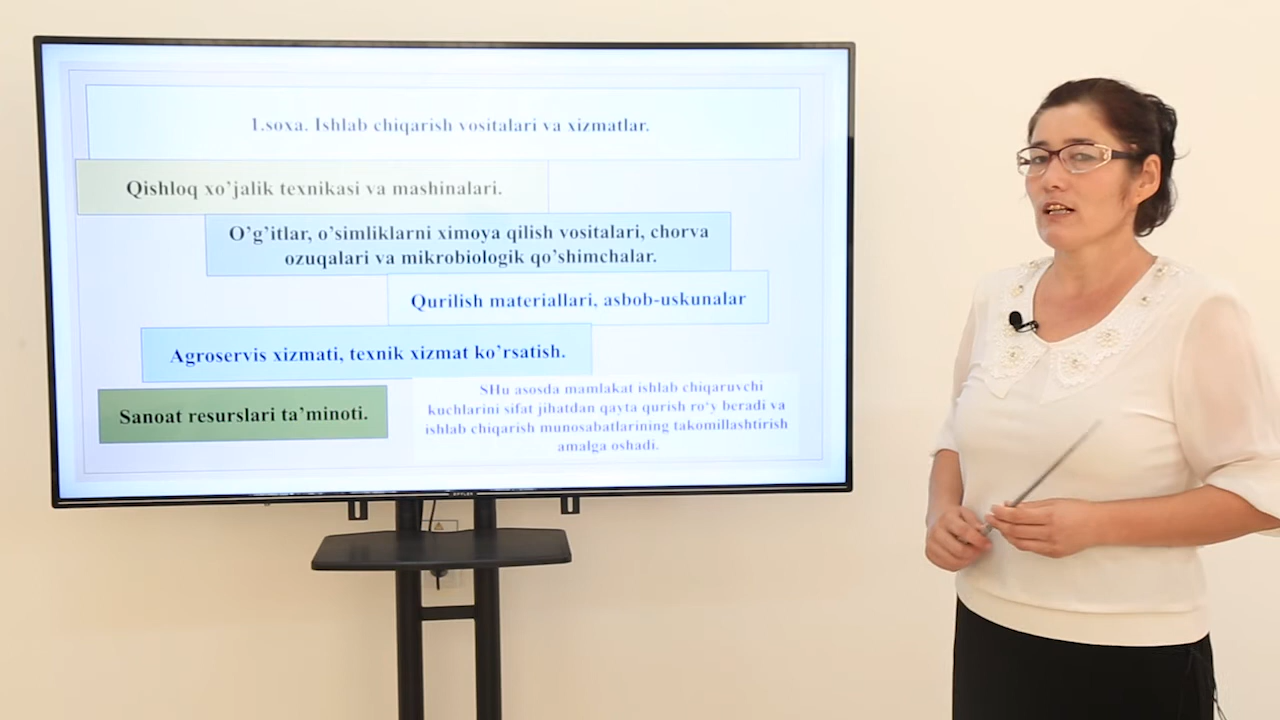 1.soxa. Ishlab chiqarish vositalari va xizmatlar.
Qishloq xo’jalik texnikasi va mashinalari.
O’g’itlar, o’simliklarni ximoya qilish vositalari, chorva
ozuqalari va mikrobiologik qo’shimchalar.
Qurilish materiallari, asbob-uskunalar
Agroservis xizmati, texnik xizmat ko’rsatish.
Sanoat resurslari ta’minoti.
SHu asosda mamlakat ishlab chiqaruvchi
kuchlarini sifat jihatdan qayta qurish ro‘y beradi va
ishlab chiqarish munosabatlarining takomillashtirish
amalga oshadi.